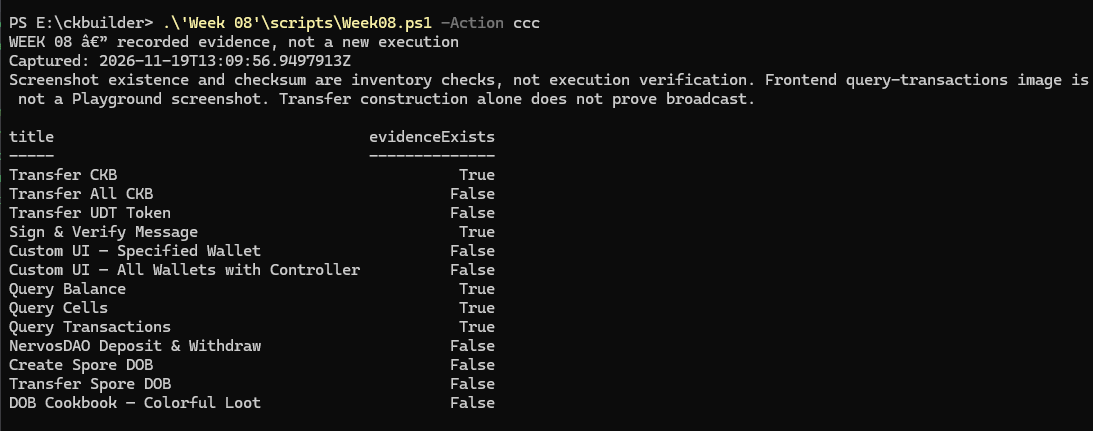 PS E:\ckbuilder> .\'Week 08'\scripts\Week08.ps1 -Action ccc
WEEK 08 â€" recorded evidence, not a new execution
Captured: 2026-11-19T13:09:56.9497913Z
Screenshot existence and checksum are inventory checks, not execution verification. Frontend query-transactions image is
 not a Playground screenshot. Transfer construction alone does not prove broadcast.
title                                  evidenceExists
-----                                  --------------
Transfer CKB                                     True
Transfer All CKB                                False
Transfer UDT Token                              False
Sign & Verify Message                            True
Custom UI — Specified Wallet                    False
Custom UI — All Wallets with Controller         False
Query Balance                                    True
Query Cells                                      True
Query Transactions                               True
NervosDAO Deposit & Withdraw                    False
Create Spore DOB                                False
Transfer Spore DOB                              False
DOB Cookbook — Colorful Loot                    False